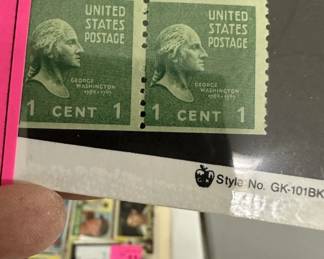 UNITED
STATES
POSTAGE
GEORGE
WASHINGTON
1 CENT 1
UNITED
STATES
POSTAGE
GEORGE
WASHINGTON
1 CENT 1
Style No. GK-101BK